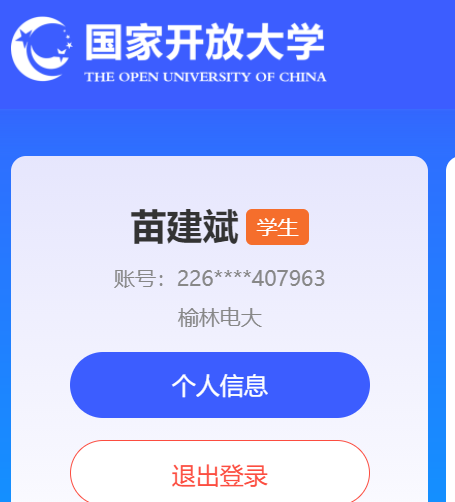 国家开放大学
THE OPEN UNIVERSITY OF CHINA
苗建斌 学生
账号：226****407963
榆林电大
个人信息
退出登录